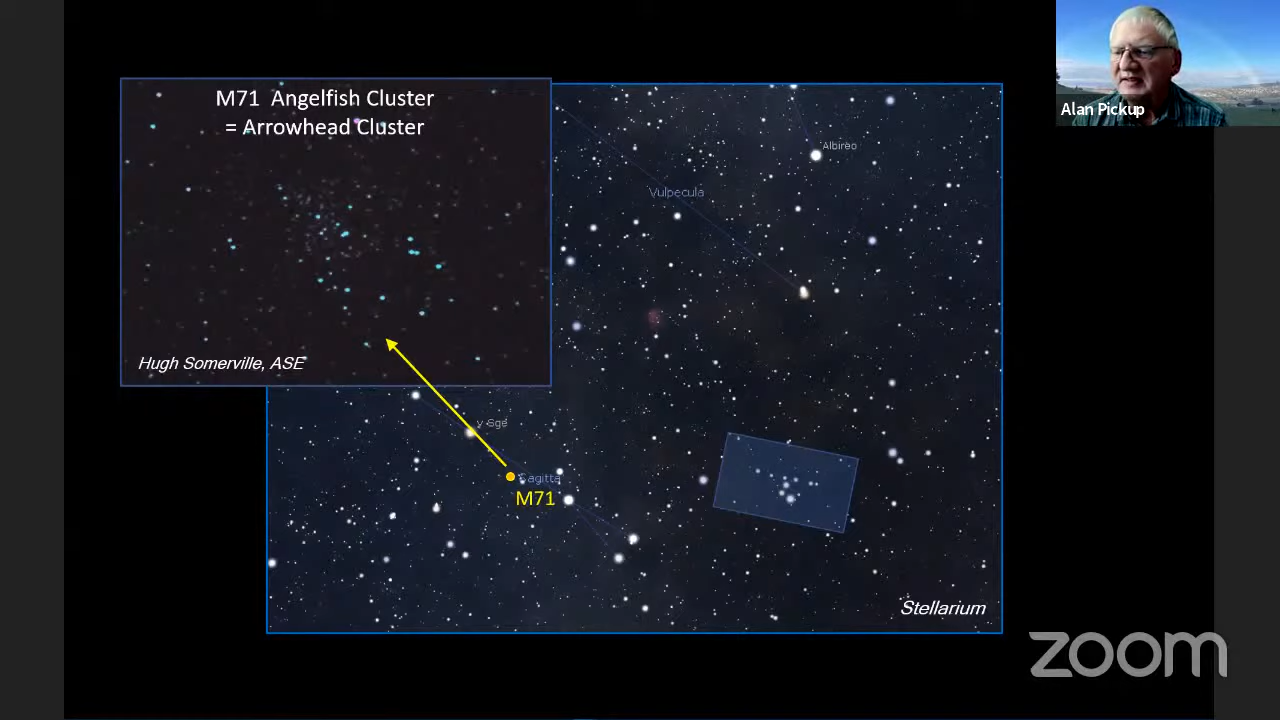 M71 Angelfish Cluster
= Arrowhead Cluster
Hugh Somerville, ASE
Albireo
Vulpecula
γ Sge
Sagitta
M71
Stellarium
Alan Pickup
zoom